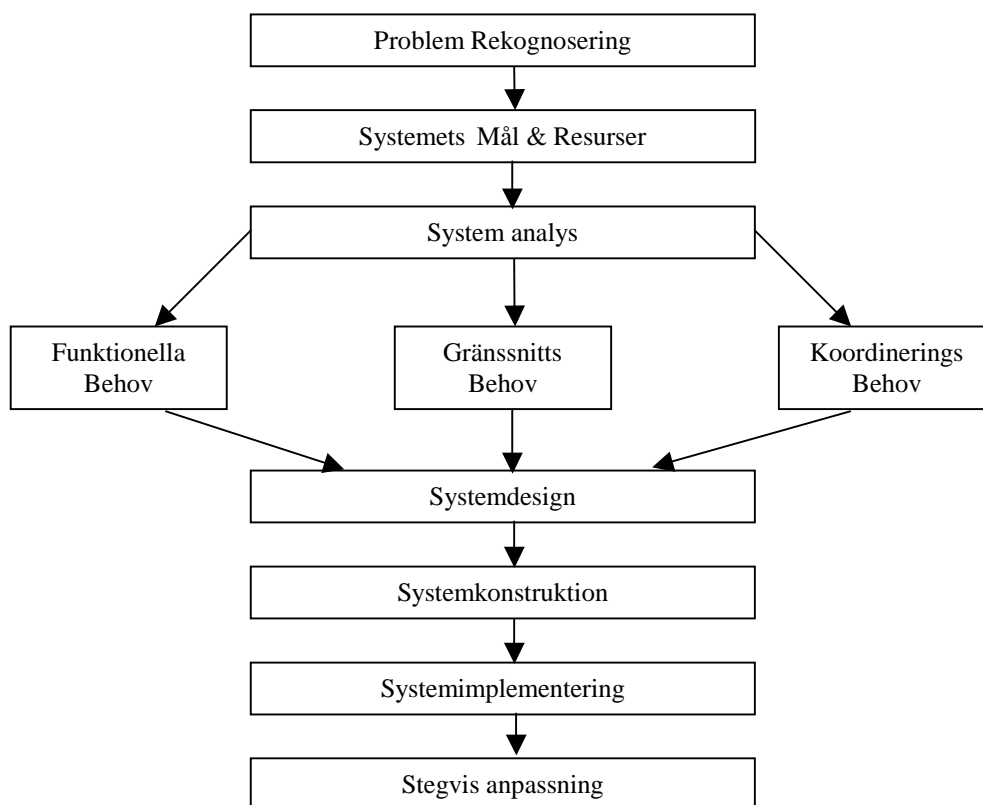 Problem Rekognosering
Systemets Mål & Resurser
System analys
Funktionella
Behov
Gränssnitts
Behov
Koordinerings
Behov
Systemdesign
Systemkonstruktion
Systemimplementering
Stegvis anpassning